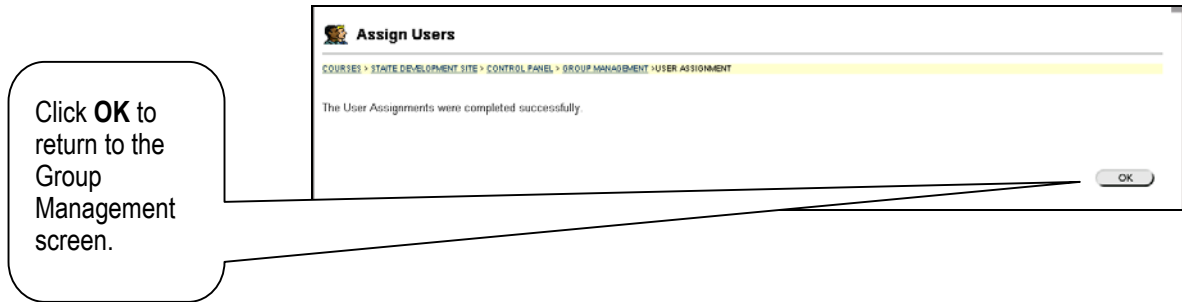 Assign Users
COURSES > STAITE DEVELOPMENT SITE > CONTROL PANEL > GROUP MANAGEMENT >USER ASSIGNMENT
The User Assignments were completed successfully.
OK
Click OK to
return to the
Group
Management
screen.